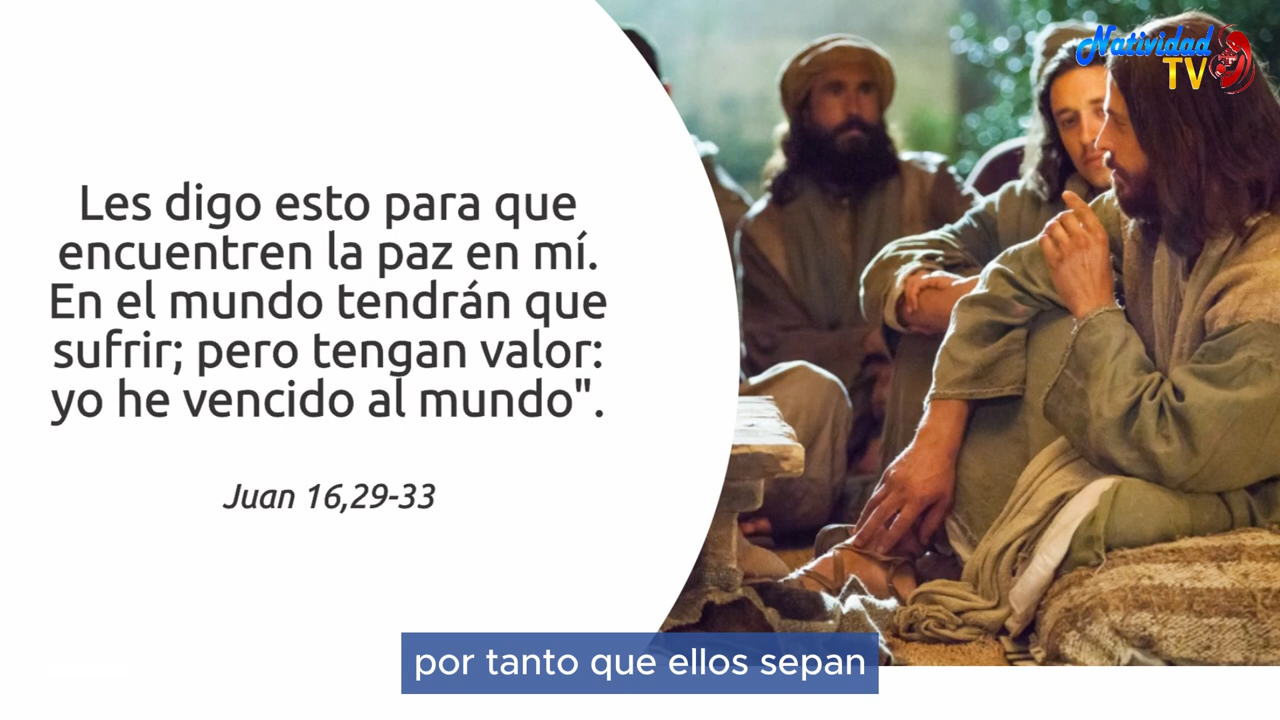 Natividad
TV
Les digo esto para que
encuentren la paz en mí.
En el mundo tendrán que
sufrir; pero tengan valor:
yo he vencido al mundo".
Juan 16,29-33
por tanto que ellos sepan